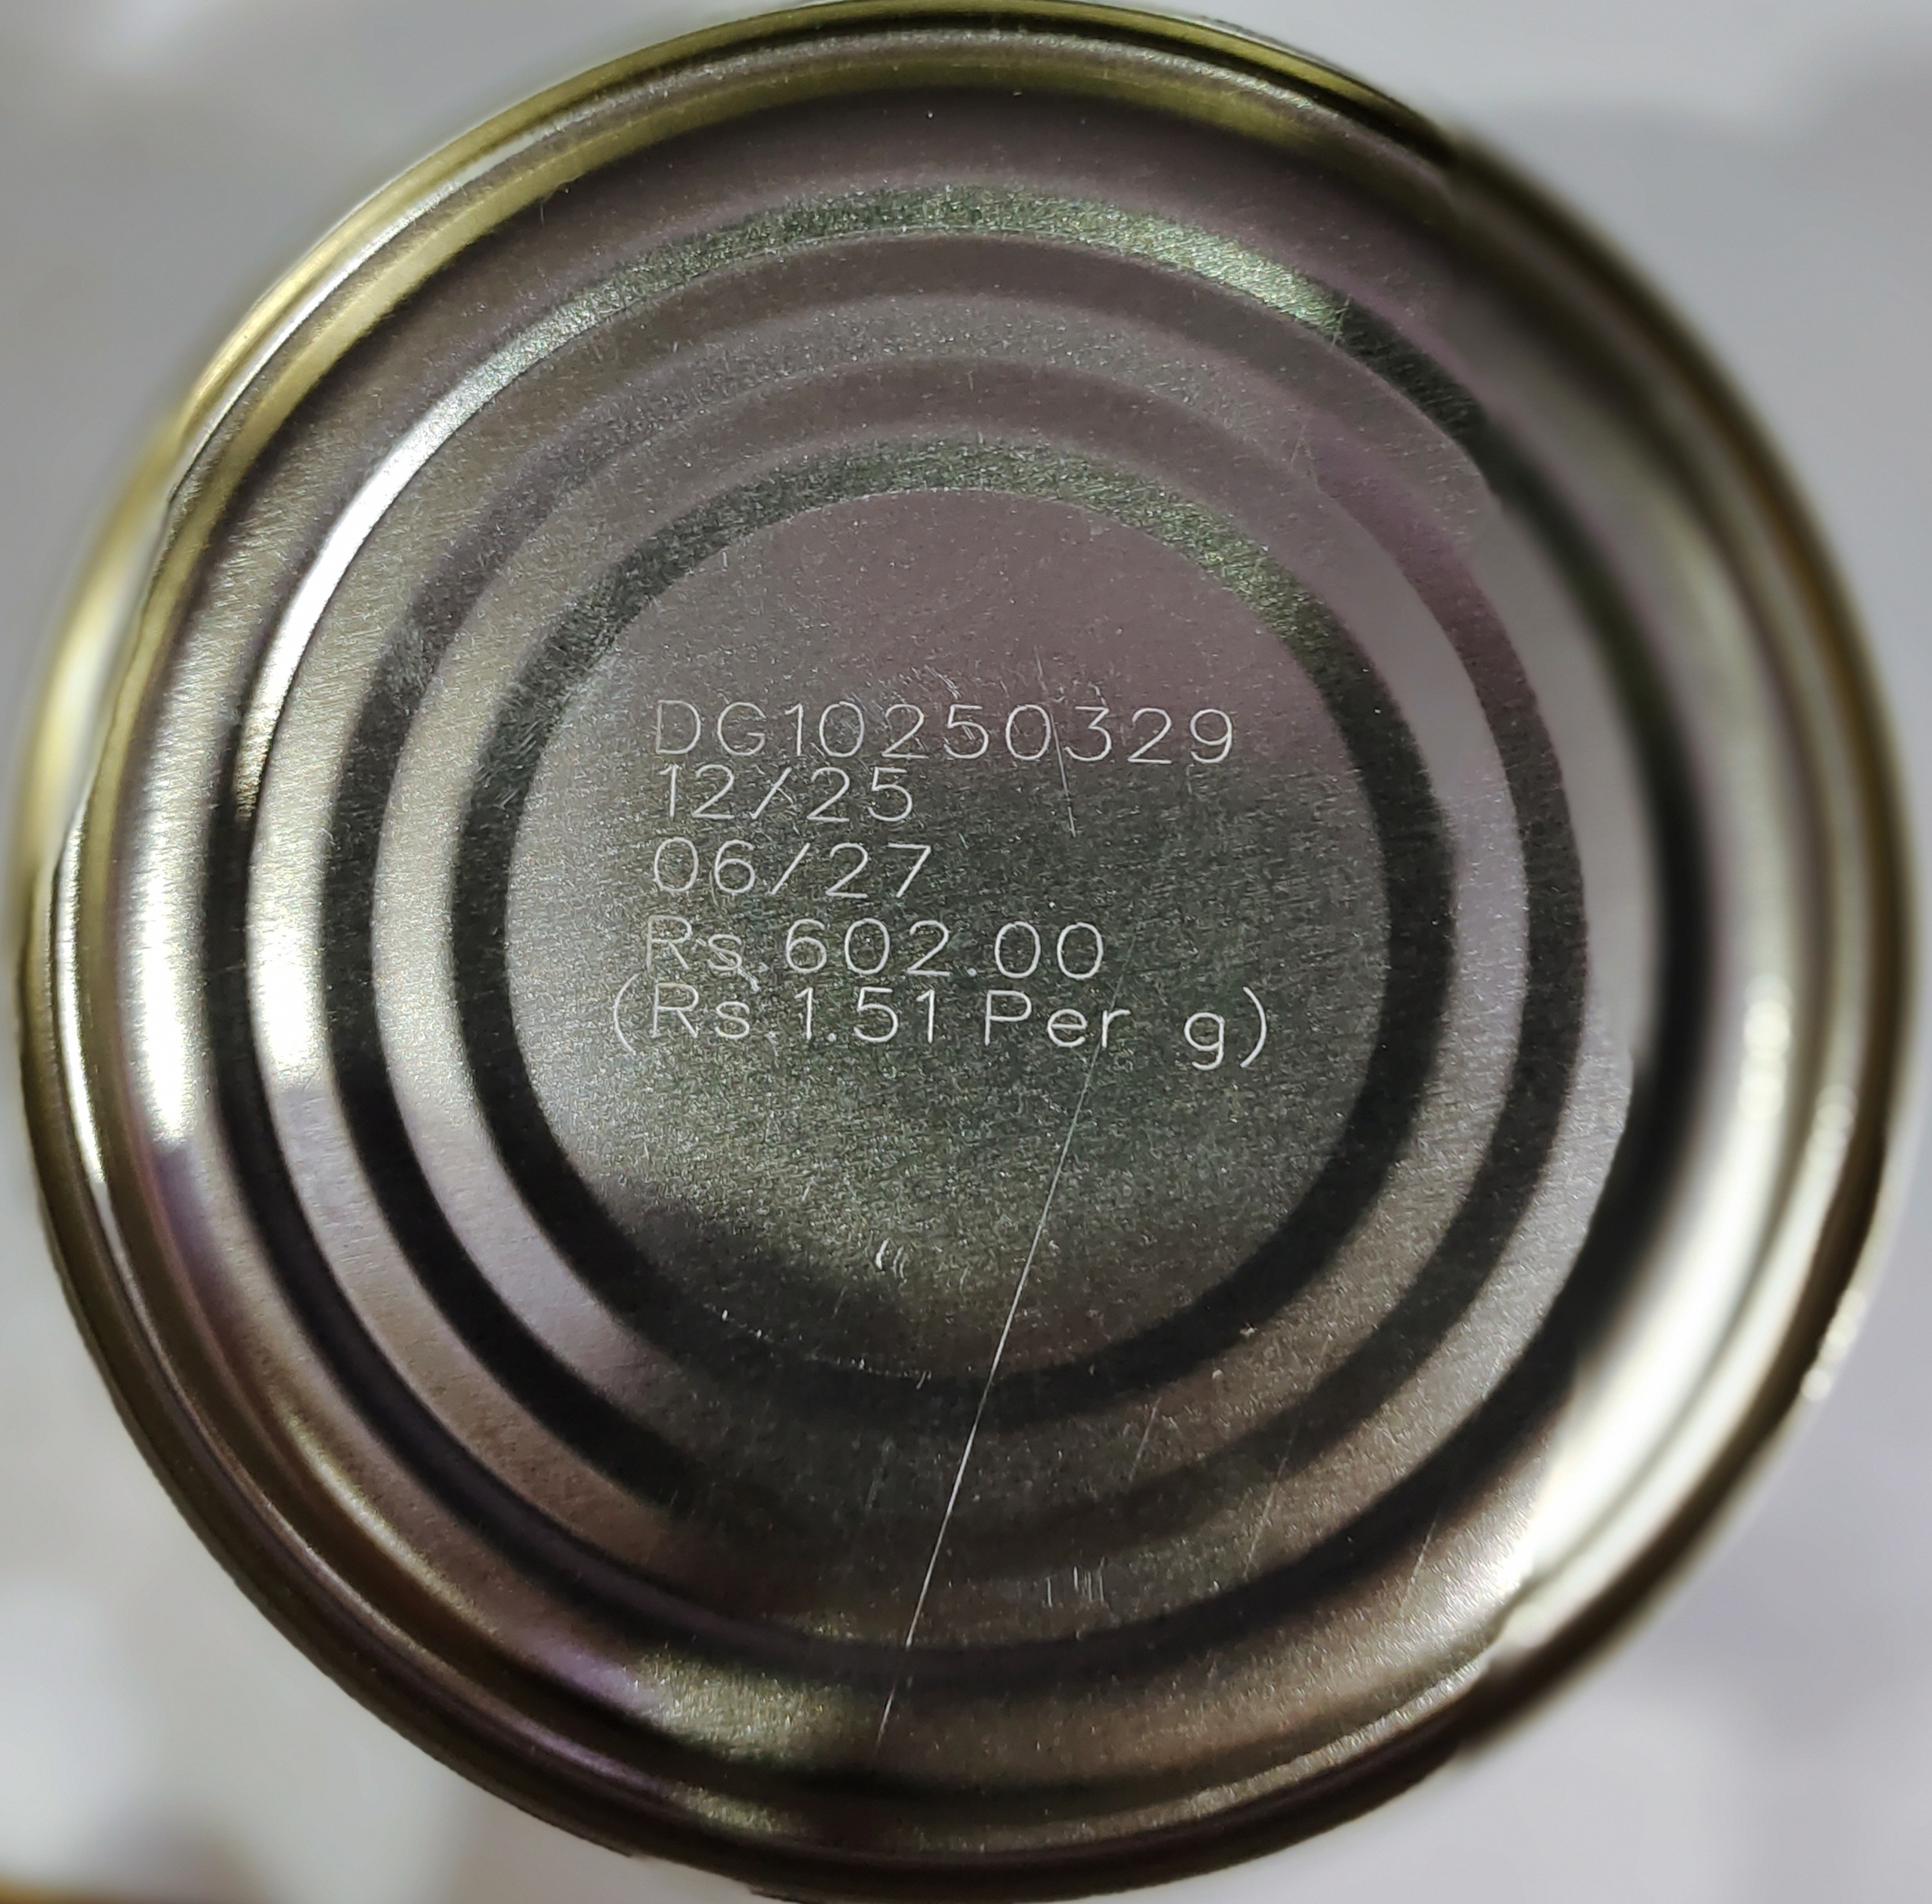 DG10250329
12/25
06/27
Rs.602.00
(Rs.1.51 Per g)